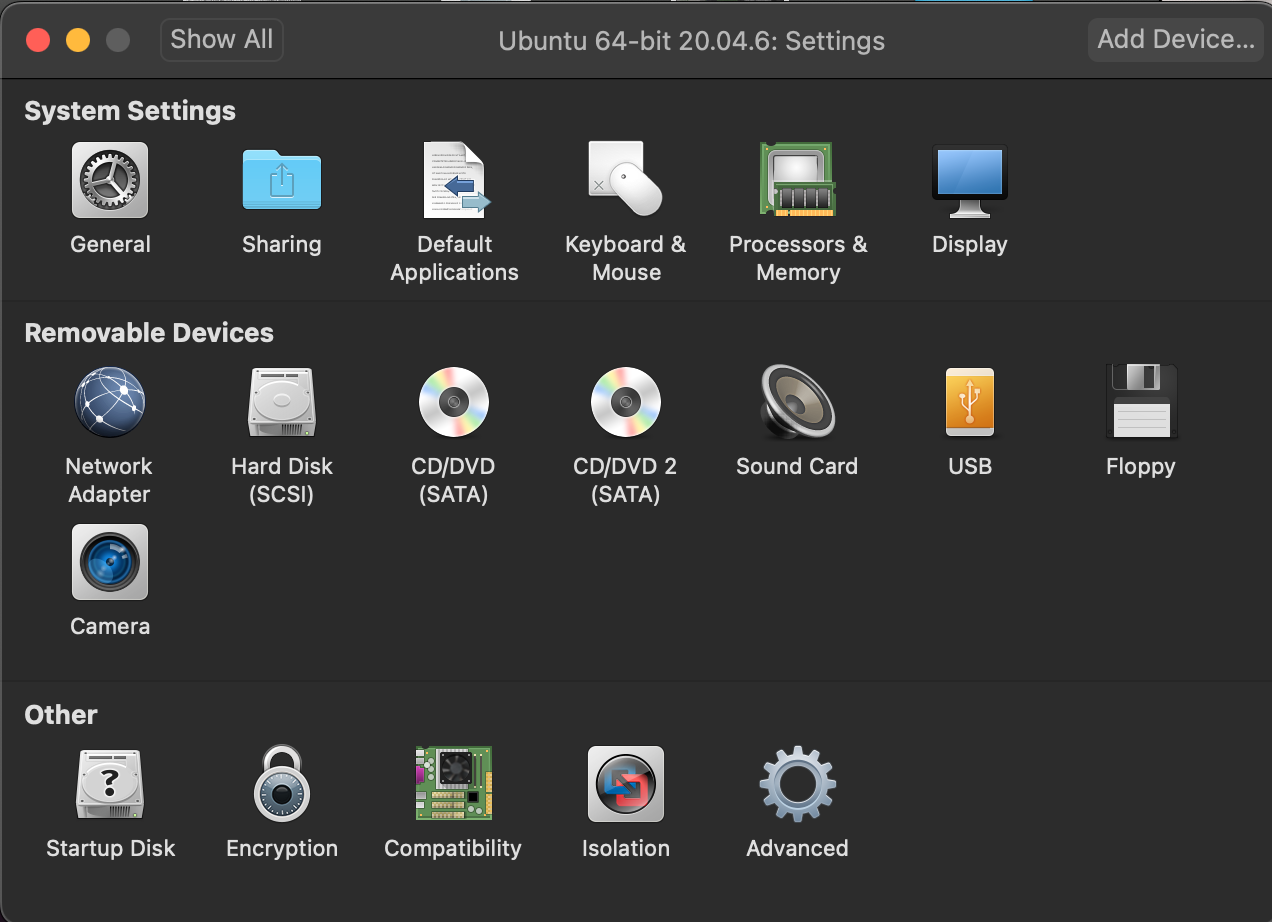 Show All
Ubuntu 64-bit 20.04.6: Settings
Add Device...
System Settings
General
Sharing
Default
Applications
Keyboard &
Mouse
Processors &
Memory
Display
Removable Devices
Network
Adapter
Hard Disk
(SCSI)
CD/DVD
(SATA)
CD/DVD 2
(SATA)
Sound Card
USB
Floppy
Camera
Other
Startup Disk
Encryption
Compatibility
Isolation
Advanced